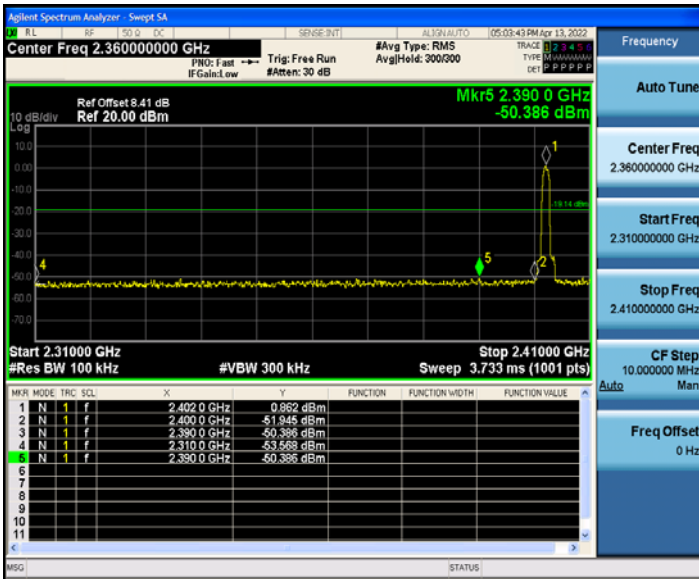 Agilent Spectrum Analyzer - Swept SA
RL RF 50 Ω DC SENSE:INT ALIGN AUTO 05:03:43 PM Apr 13, 2022
Center Freq 2.360000000 GHz
PNO: Fast
IFGain:Low
Trig: Free Run
#Atten: 30 dB
#Avg Type: RMS
Avg|Hold: 300/300
TRACE 1 2 3 4 5 6
TYPE M
DET P P P P P P
Frequency
Mkr5 2.390 0 GHz
-50.386 dBm
Ref Offset 8.41 dB
10 dB/div Ref 20.00 dBm
Log
10.0
0.00
-10.0
-20.0
-30.0
-40.0
-50.0
-60.0
-70.0
-19.14 dBm
1
4
5
2
Start 2.31000 GHz Stop 2.41000 GHz
#Res BW 100 kHz #VBW 300 kHz Sweep 3.733 ms (1001 pts)
MKR MODE TRC SCL X Y FUNCTION FUNCTION WIDTH FUNCTION VALUE
1 N 1 f 2.402 0 GHz 0.862 dBm
2 N 1 f 2.400 0 GHz -51.945 dBm
3 N 1 f 2.390 0 GHz -50.386 dBm
4 N 1 f 2.310 0 GHz -53.568 dBm
5 N 1 f 2.390 0 GHz -50.386 dBm
6
7
8
9
10
11
MSG STATUS
Auto Tune
Center Freq
2.360000000 GHz
Start Freq
2.310000000 GHz
Stop Freq
2.410000000 GHz
CF Step
10.000000 MHz
Auto Man
Freq Offset
0 Hz